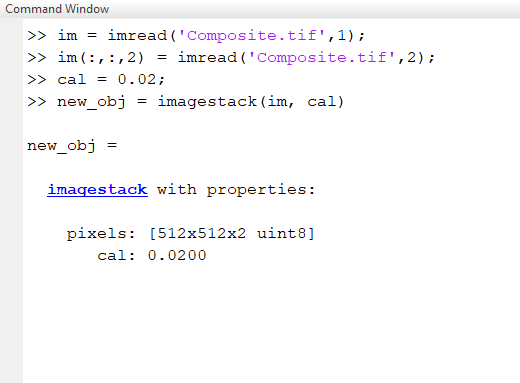 Command Window
>> im = imread('Composite.tif',1);
>> im(:,:,2) = imread('Composite.tif',2);
>> cal = 0.02;
>> new_obj = imagestack(im, cal)
new_obj =
imagestack with properties:
pixels: [512x512x2 uint8]
cal: 0.0200